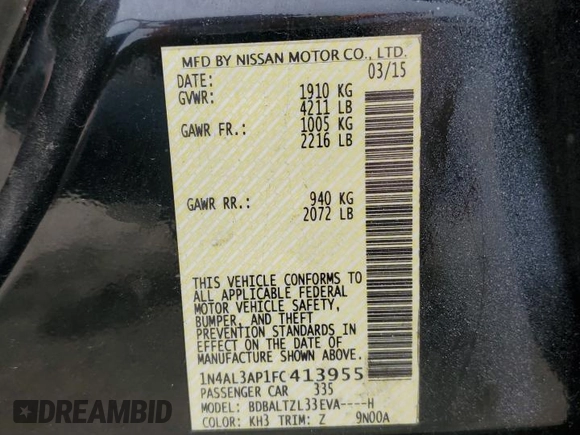 MFD BY NISSAN MOTOR CO., LTD.
DATE: 03/15
GVWR: 1910 KG
4211 LB
GAWR FR.: 1005 KG
2216 LB
GAWR RR.: 940 KG
2072 LB
THIS VEHICLE CONFORMS TO
ALL APPLICABLE FEDERAL
MOTOR VEHICLE SAFETY,
BUMPER, AND THEFT
PREVENTION STANDARDS IN
EFFECT ON THE DATE OF
MANUFACTURE SHOWN ABOVE.
1N4AL3AP1FC413955
PASSENGER CAR 335
MODEL: BDBALTZL33EVA----H
COLOR: KH3 TRIM: Z 9N00A
EPICVIN.COM